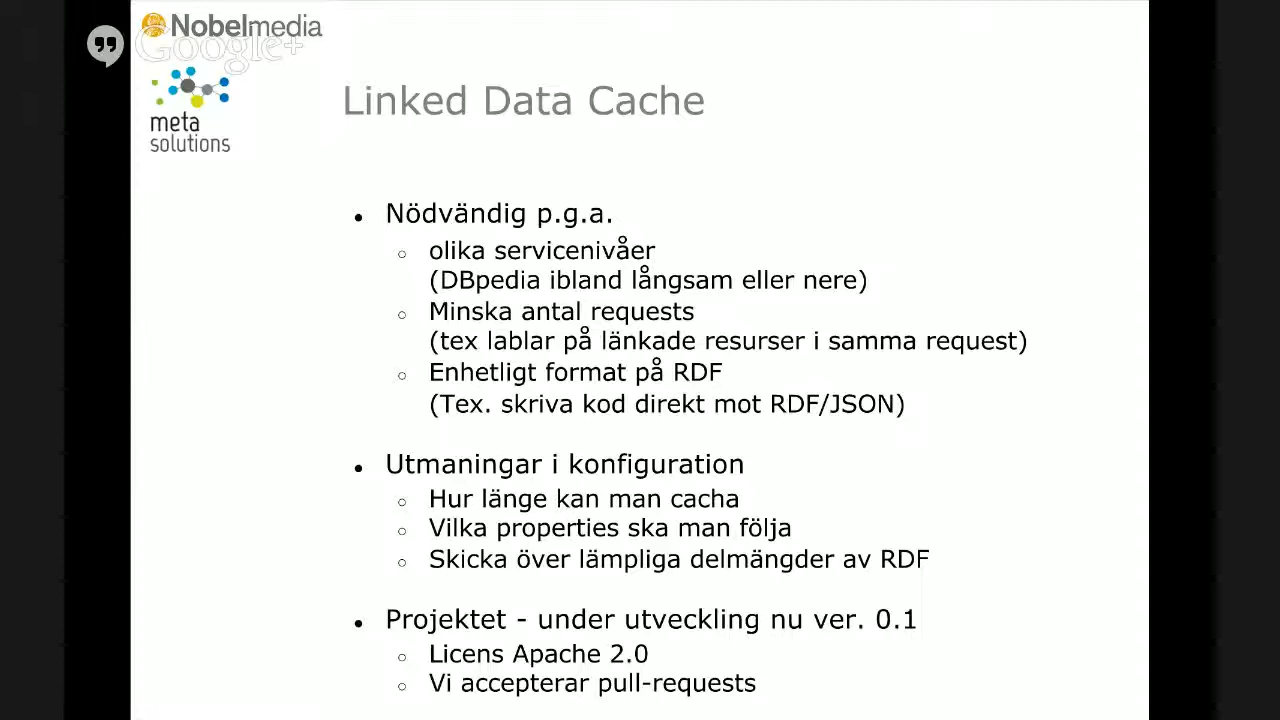 Nobelmedia
Google+
meta
solutions
Linked Data Cache
Nödvändig p.g.a.
olika servicenivåer
(DBpedia ibland långsam eller nere)
Minska antal requests
(tex lablar på länkade resurser i samma request)
Enhetligt format på RDF
(Tex. skriva kod direkt mot RDF/JSON)
Utmaningar i konfiguration
Hur länge kan man cacha
Vilka properties ska man följa
Skicka över lämpliga delmängder av RDF
Projektet - under utveckling nu ver. 0.1
Licens Apache 2.0
Vi accepterar pull-requests